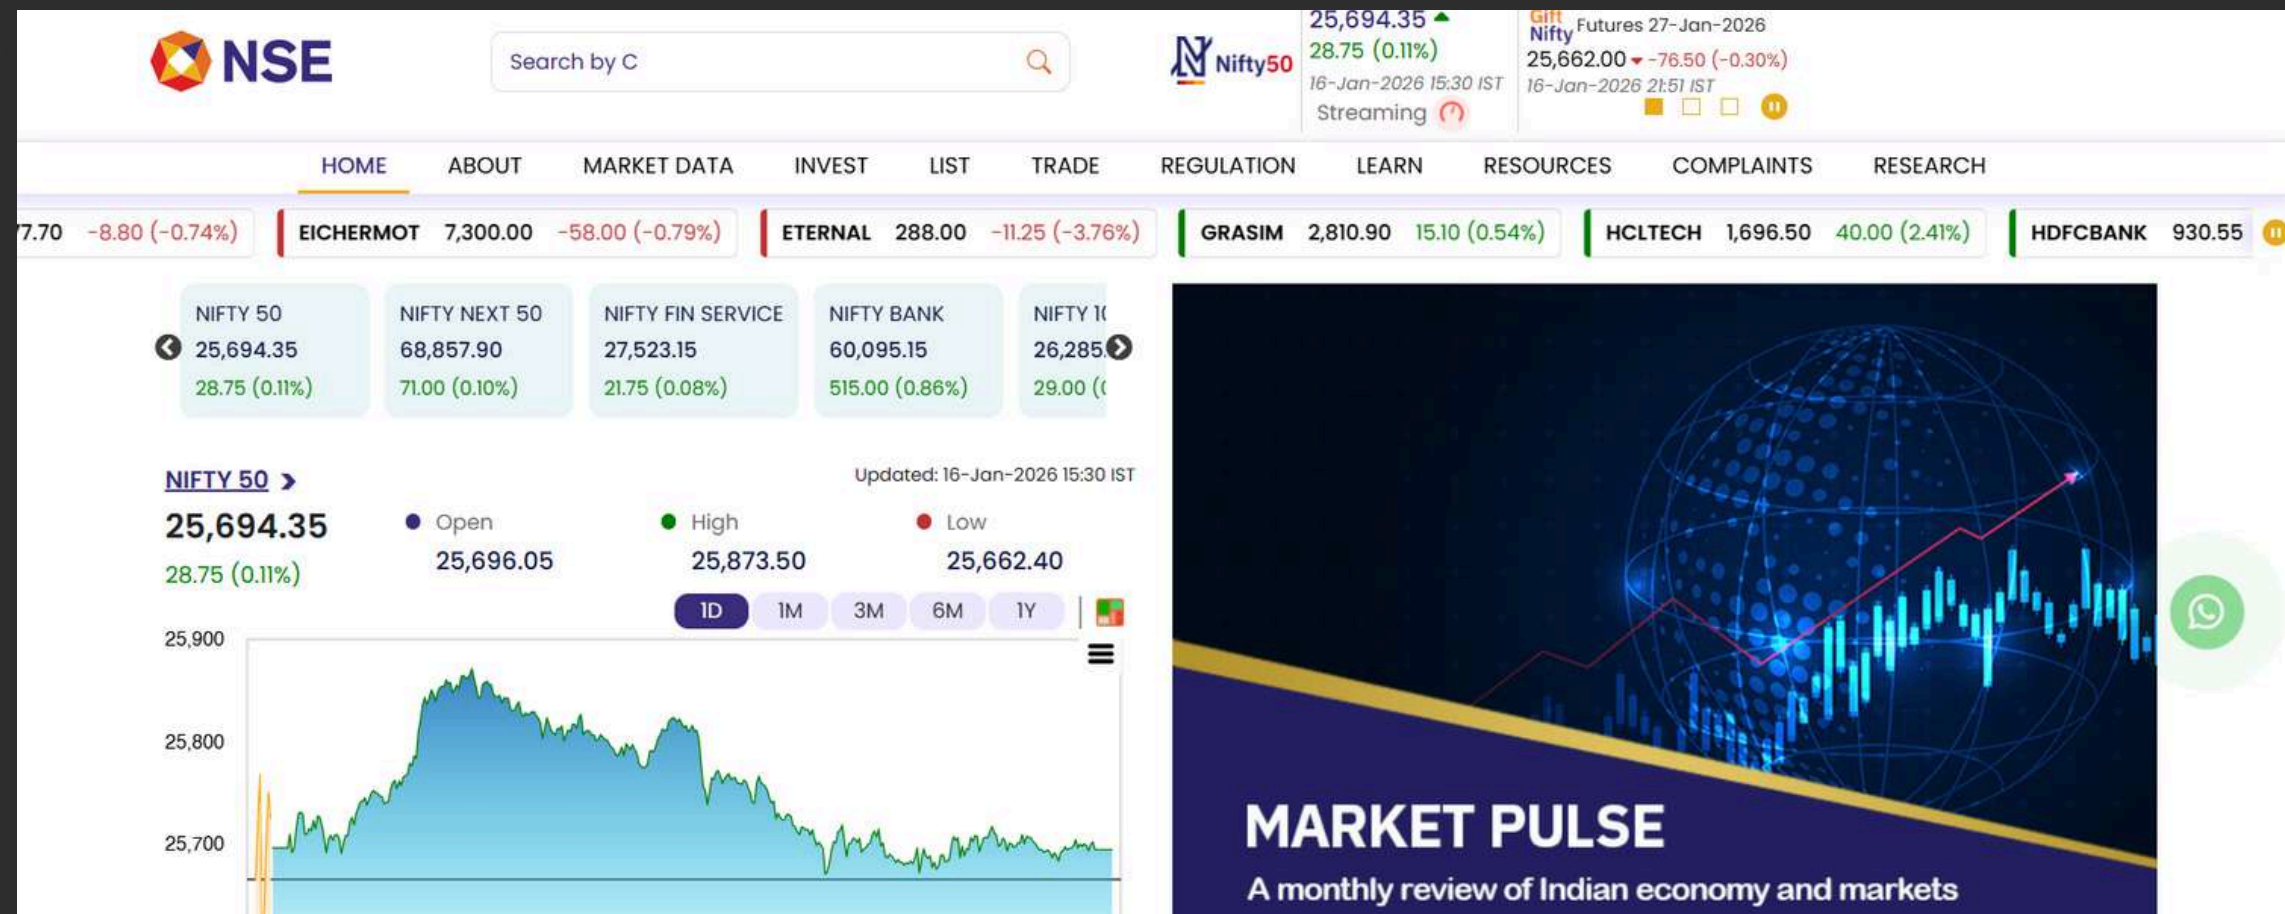 NSE
Search by C
Nifty50
25,694.35
28.75 (0.11%)
16-Jan-2026 15:30 IST
Streaming
Gift
Nifty
Futures 27-Jan-2026
25,662.00 -76.50 (-0.30%)
16-Jan-2026 21:51 IST
HOME ABOUT MARKET DATA INVEST LIST TRADE REGULATION LEARN RESOURCES COMPLAINTS RESEARCH
7.70 -8.80 (-0.74%) EICHERMOT 7,300.00 -58.00 (-0.79%) ETERNAL 288.00 -11.25 (-3.76%) GRASIM 2,810.90 15.10 (0.54%) HCLTECH 1,696.50 40.00 (2.41%) HDFCBANK 930.55
NIFTY 50
25,694.35
28.75 (0.11%)
NIFTY NEXT 50
68,857.90
71.00 (0.10%)
NIFTY FIN SERVICE
27,523.15
21.75 (0.08%)
NIFTY BANK
60,095.15
515.00 (0.86%)
NIFTY 10
26,285.
29.00 (
NIFTY 50
Updated: 16-Jan-2026 15:30 IST
25,694.35
28.75 (0.11%)
Open
25,696.05
High
25,873.50
Low
25,662.40
1D 1M 3M 6M 1Y
25,900
25,800
25,700
MARKET PULSE
A monthly review of Indian economy and markets